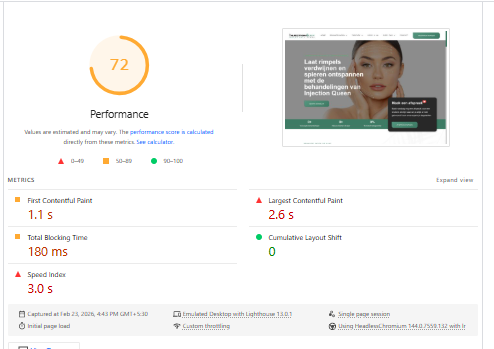 72
Performance
Values are estimated and may vary. The performance score is calculated
directly from these metrics. See calculator.
0–49
50–89
90–100
Laat rimpels
verdwijnen en
spieren ontspannen
met de
behandelingen van
Injection Queen
Maak een afspraak
METRICS
Expand view
First Contentful Paint
1.1 s
Largest Contentful Paint
2.6 s
Total Blocking Time
180 ms
Cumulative Layout Shift
0
Speed Index
3.0 s
Captured at Feb 23, 2026, 4:43 PM GMT+5:30
Emulated Desktop with Lighthouse 13.0.1
Single page session
Initial page load
Custom throttling
Using HeadlessChromium 144.0.7559.132 with lr